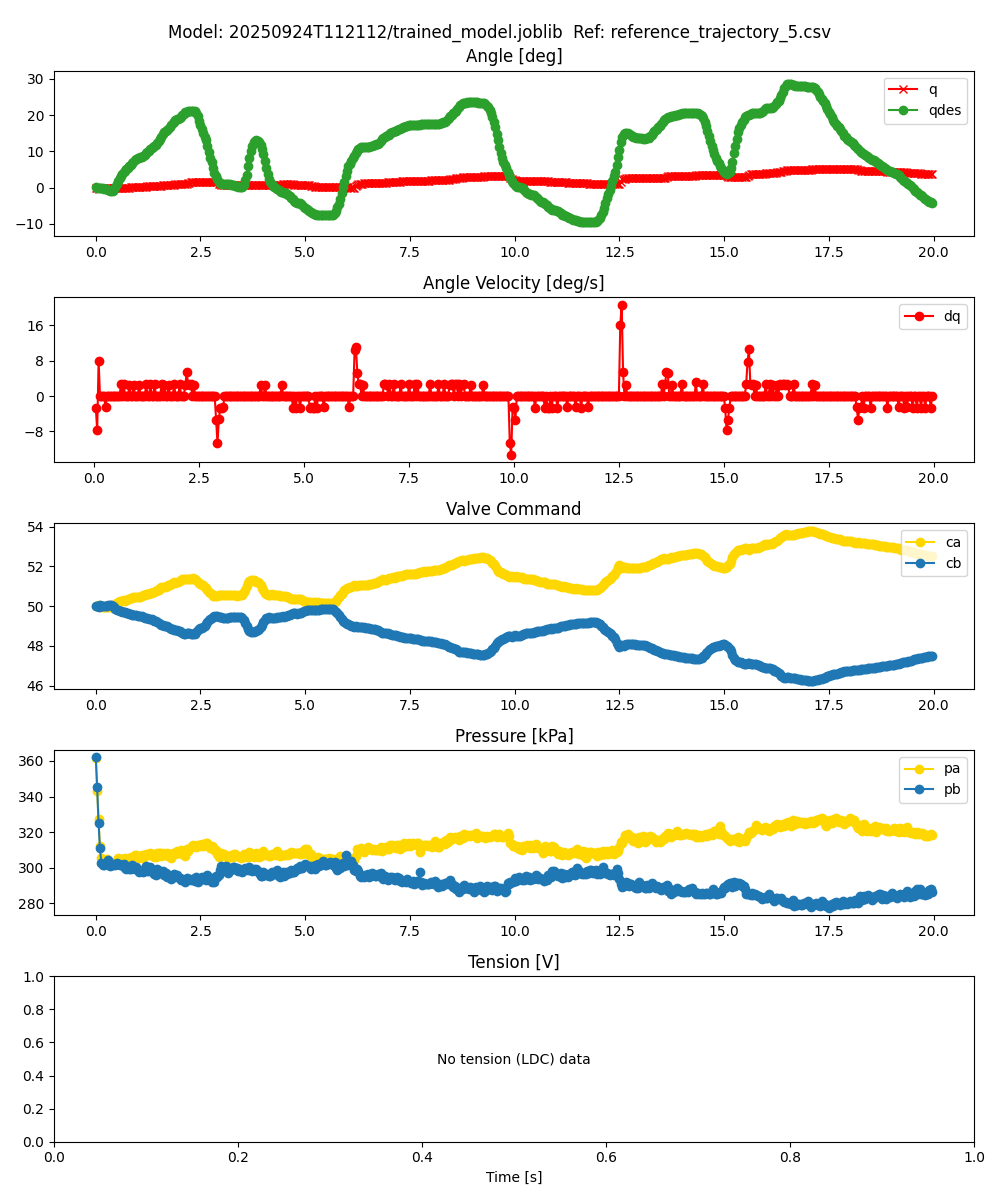 Model: 20250924T112112/trained_model.joblib  Ref: reference_trajectory_5.csv
Angle [deg]
30
20
10
0
−10
q
qdes
0.0 2.5 5.0 7.5 10.0 12.5 15.0 17.5 20.0
Angle Velocity [deg/s]
16
8
0
−8
dq
0.0 2.5 5.0 7.5 10.0 12.5 15.0 17.5 20.0
Valve Command
54
52
50
48
46
ca
cb
0.0 2.5 5.0 7.5 10.0 12.5 15.0 17.5 20.0
Pressure [kPa]
360
340
320
300
280
pa
pb
0.0 2.5 5.0 7.5 10.0 12.5 15.0 17.5 20.0
Tension [V]
1.0
0.8
0.6
0.4
0.2
0.0
No tension (LDC) data
0.0 0.2 0.4 0.6 0.8 1.0
Time [s]